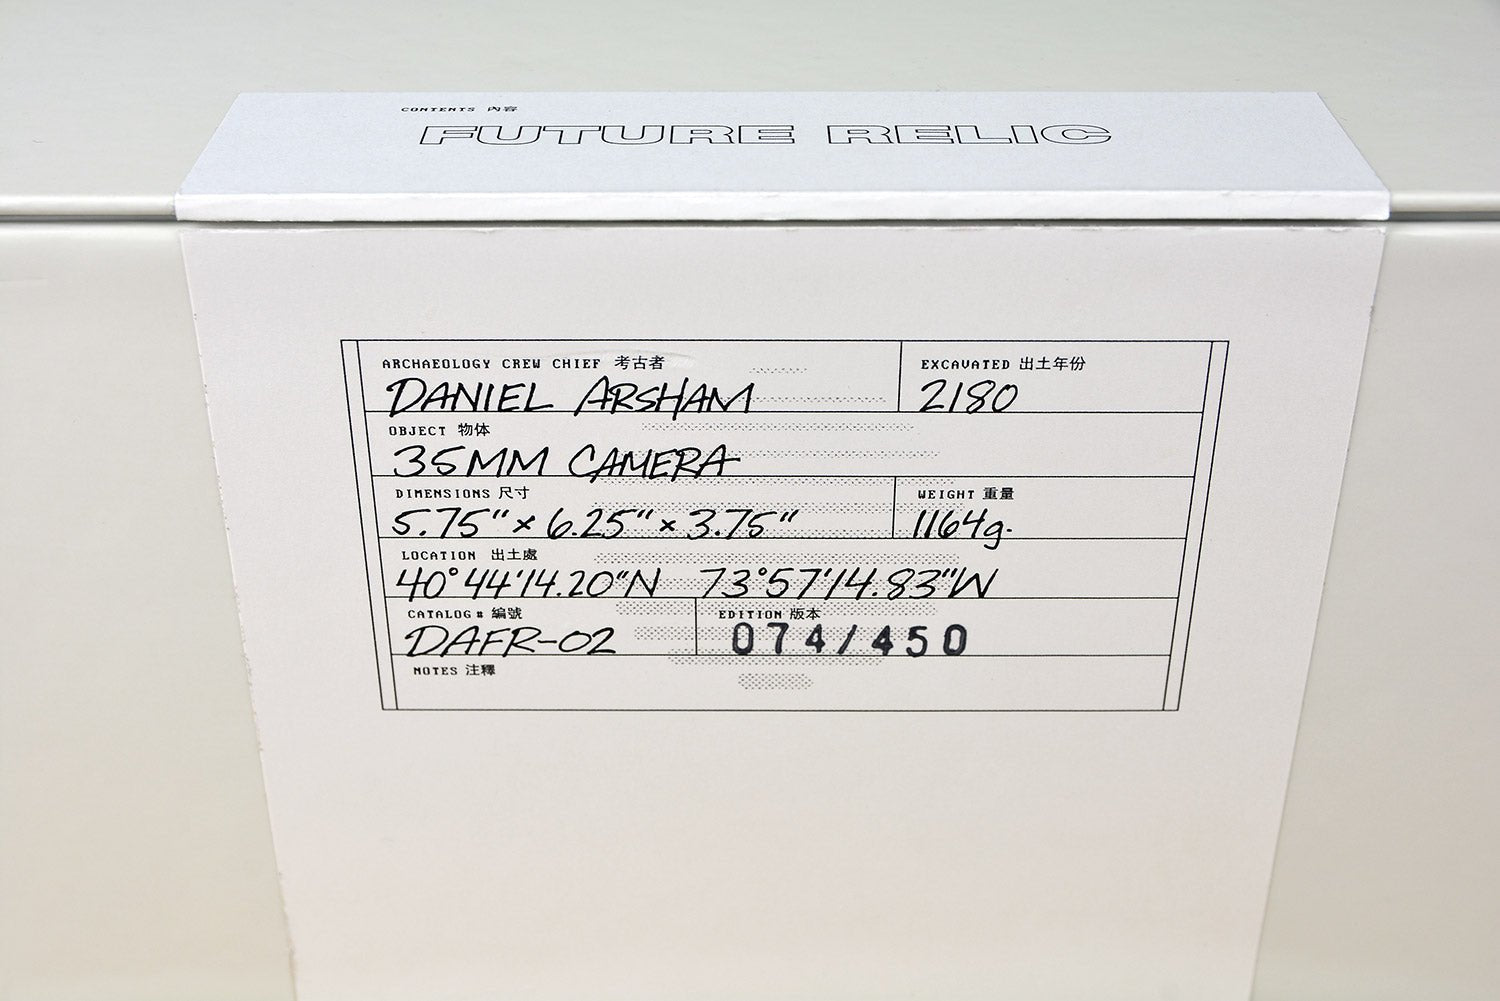 CONTENTS 內容
FUTURE RELIC
ARCHAEOLOGY CREW CHIEF 考古者
DANIEL ARSHAM
EXCAVATED 出土年份
2180
OBJECT 物体
35MM CAMERA
DIMENSIONS 尺寸
5.75" × 6.25" × 3.75"
WEIGHT 重量
1164g.
LOCATION 出土處
40°44'14.20"N 73°57'14.83"W
CATALOG # 編號
DAFR-02
EDITION 版本
074/450
NOTES 注釋